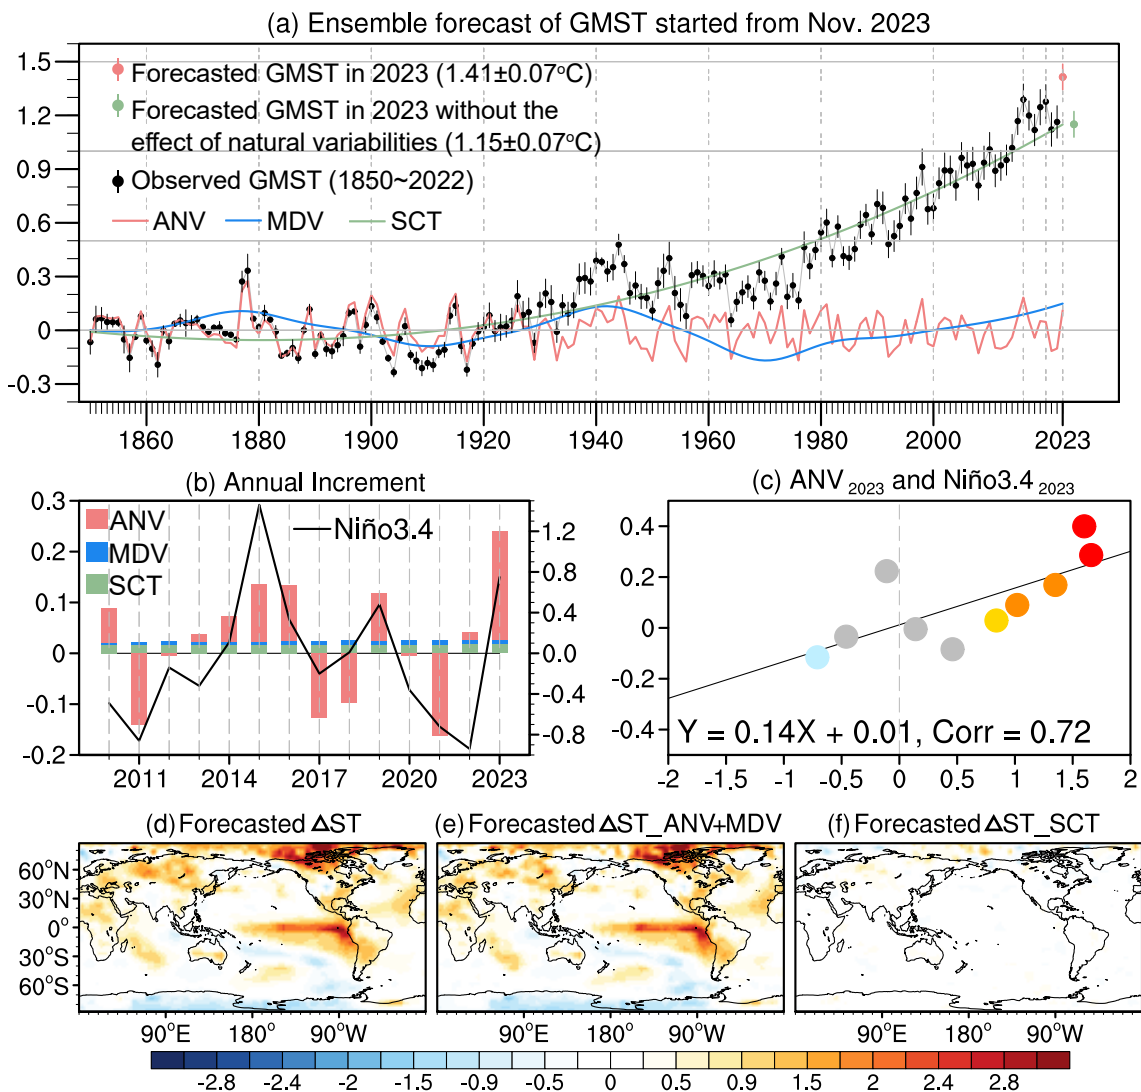 (a) Ensemble forecast of GMST started from Nov. 2023
1.5
1.2
0.9
0.6
0.3
0
-0.3
Forecasted GMST in 2023 (1.41±0.07°C)
Forecasted GMST in 2023 without the
effect of natural variabilities (1.15±0.07°C)
Observed GMST (1850~2022)
ANV MDV SCT
1860 1880 1900 1920 1940 1960 1980 2000 2023
(b) Annual Increment
0.3
0.2
0.1
0
-0.1
-0.2
ANV
MDV
SCT
Niño3.4
1.2
0.8
0.4
0.0
-0.4
-0.8
2011 2014 2017 2020 2023
(c) ANV2023 and Niño3.42023
0.4
0.2
0
-0.2
-0.4
Y = 0.14X + 0.01, Corr = 0.72
-2 -1.5 -1 -0.5 0 0.5 1 1.5 2
(d) Forecasted ΔST
(e) Forecasted ΔST_ANV+MDV
(f) Forecasted ΔST_SCT
60°N
30°N
0°
30°S
60°S
90°E 180° 90°W
90°E 180° 90°W
90°E 180° 90°W
-2.8 -2.4 -2 -1.5 -0.9 -0.5 0 0.5 0.9 1.5 2 2.4 2.8